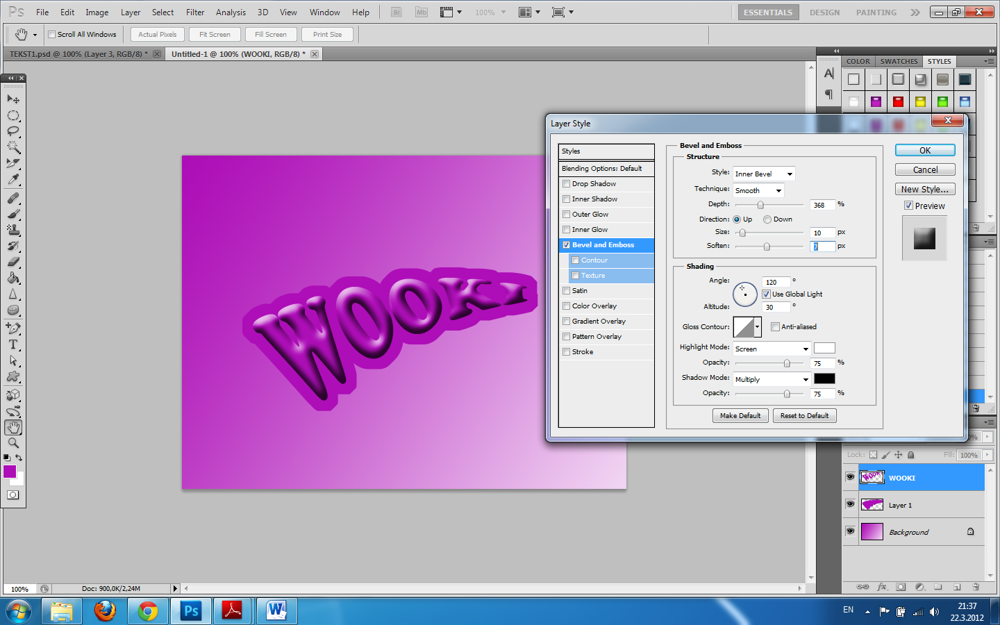 Ps File Edit Image Layer Select Filter Analysis 3D View Window Help Br Mb 100% ESSENTIALS DESIGN PAINTING
Scroll All Windows Actual Pixels Fit Screen Fill Screen Print Size
TEKST1.psd @ 100% (Layer 3, RGB/8) * Untitled-1 @ 100% (WOOKI, RGB/8) *
COLOR SWATCHES STYLES
WOOKI
Layer Style
Styles
Blending Options: Default
Drop Shadow
Inner Shadow
Outer Glow
Inner Glow
Bevel and Emboss
Contour
Texture
Satin
Color Overlay
Gradient Overlay
Pattern Overlay
Stroke
Bevel and Emboss
Structure
Style: Inner Bevel
Technique: Smooth
Depth: 368 %
Direction: Up Down
Size: 10 px
Soften: 7 px
Shading
Angle: 120 °
Use Global Light
Altitude: 30 °
Gloss Contour: Anti-aliased
Highlight Mode: Screen
Opacity: 75 %
Shadow Mode: Multiply
Opacity: 75 %
Make Default Reset to Default
OK
Cancel
New Style...
Preview
Lock: Fill: 100%
WOOKI
Layer 1
Background
100% Doc: 900,0K/2,24M
Ps W EN 21:37
22.3.2012